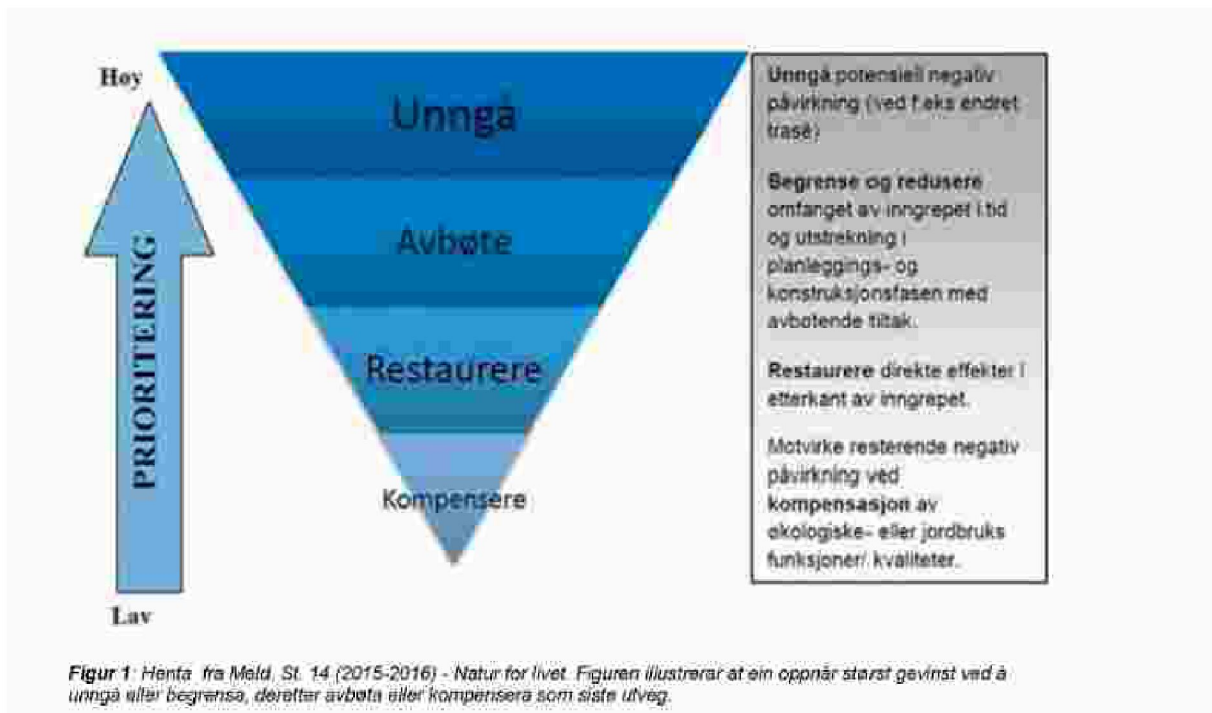 Høy
Unngå
Avbøte
Restaurere
Kompensere
PRIORITERING
Lav
Unngå potensiell negativ
påvirkning (ved f.eks endret
trasé)
Begrense og redusere
omfanget av inngrepet i tid
og utstrekning i
planleggings- og
konstruksjonsfasen med
avbøtende tiltak.
Restaurere direkte effekter i
etterkant av inngrepet.
Motvirke resterende negativ
påvirkning ved
kompensasjon av
økologiske- eller jordbruks
funksjoner/ kvaliteter.
Figur 1: Henta fra Meld. St. 14 (2015-2016) - Natur for livet. Figuren illustrerar at ein oppnår størst gevinst ved å
unngå eller begrensa, deretter avbøta eller kompensera som siste utveg.